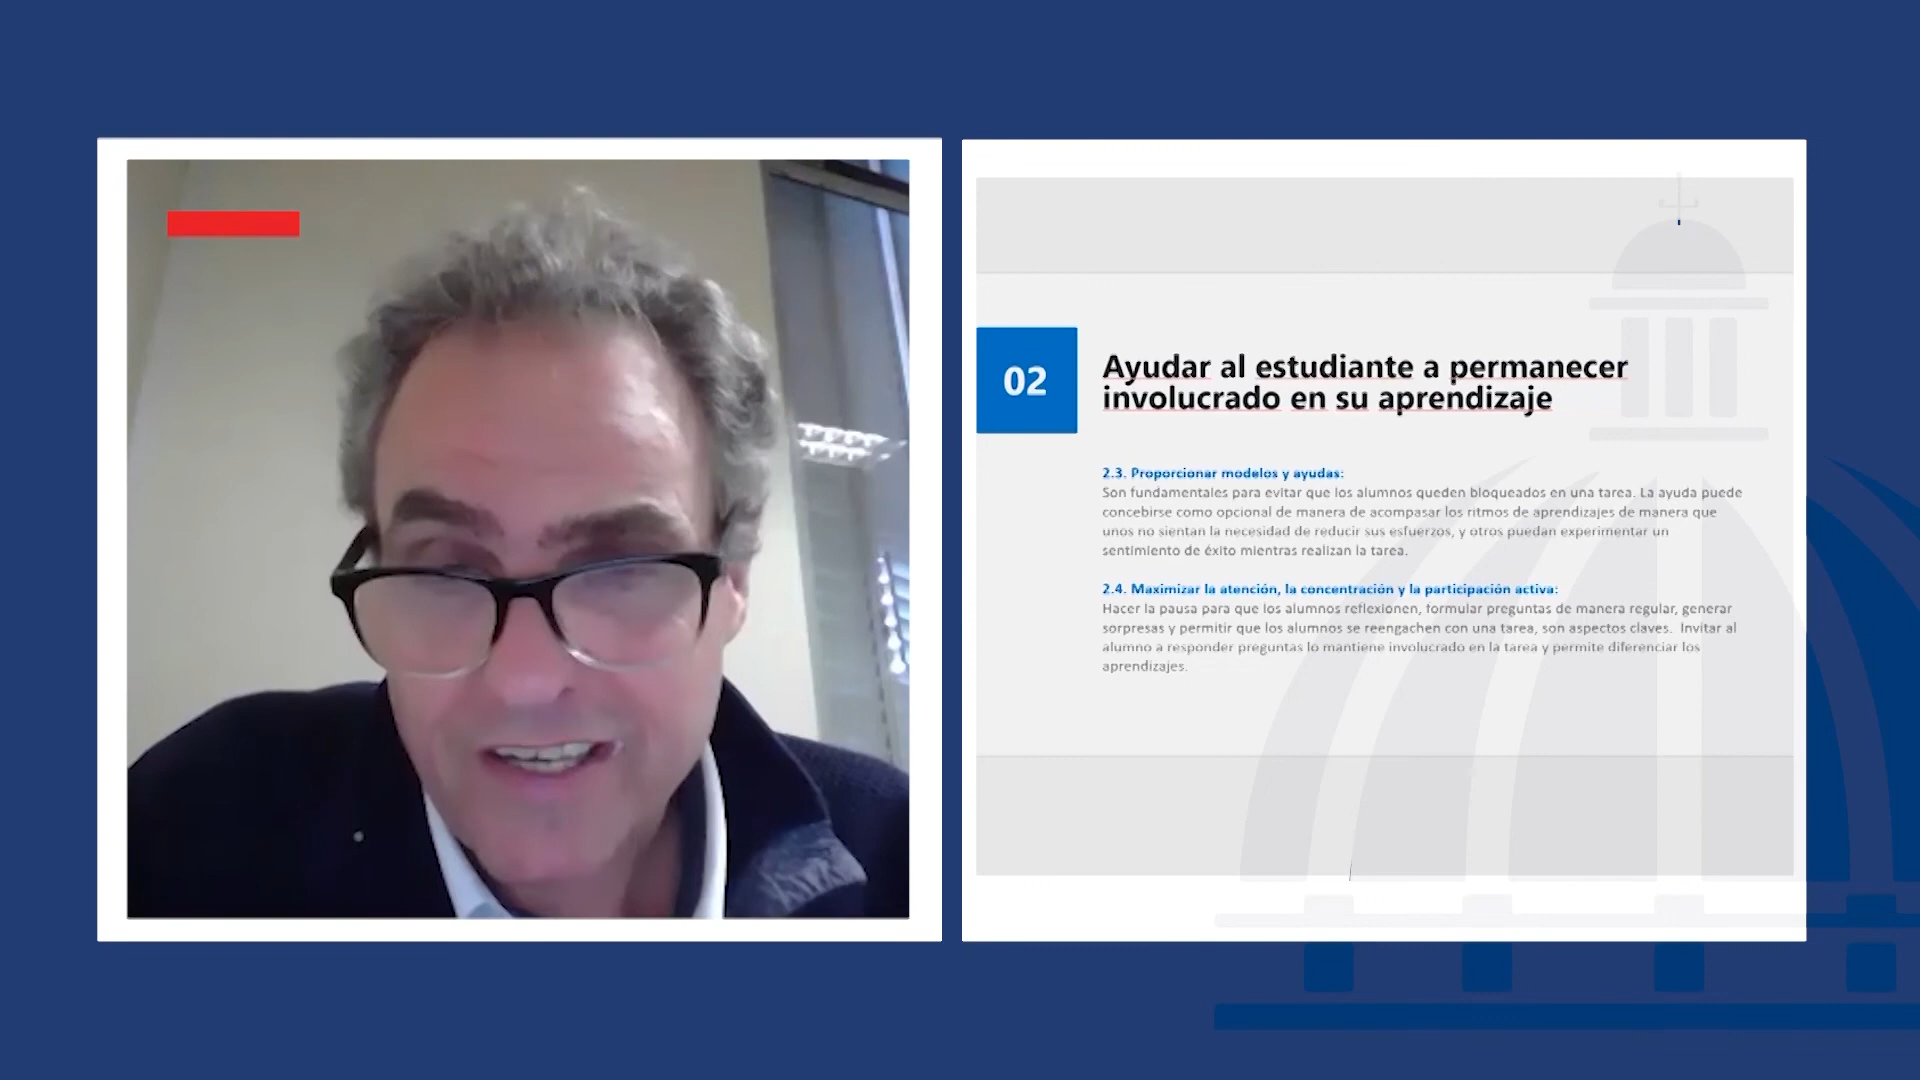 02
Ayudar al estudiante a permanecer
involucrado en su aprendizaje
2.3. Proporcionar modelos y ayudas:
Son fundamentales para evitar que los alumnos queden bloqueados en una tarea. La ayuda puede
concebirse como opcional de manera de acompasar los ritmos de aprendizajes de manera que
unos no sientan la necesidad de reducir sus esfuerzos, y otros puedan experimentar un
sentimiento de éxito mientras realizan la tarea.
2.4. Maximizar la atención, la concentración y la participación activa:
Hacer la pausa para que los alumnos reflexionen, formular preguntas de manera regular, generar
sorpresas y permitir que los alumnos se reengachen con una tarea, son aspectos claves. Invitar al
alumno a responder preguntas lo mantiene involucrado en la tarea y permite diferenciar los
aprendizajes.